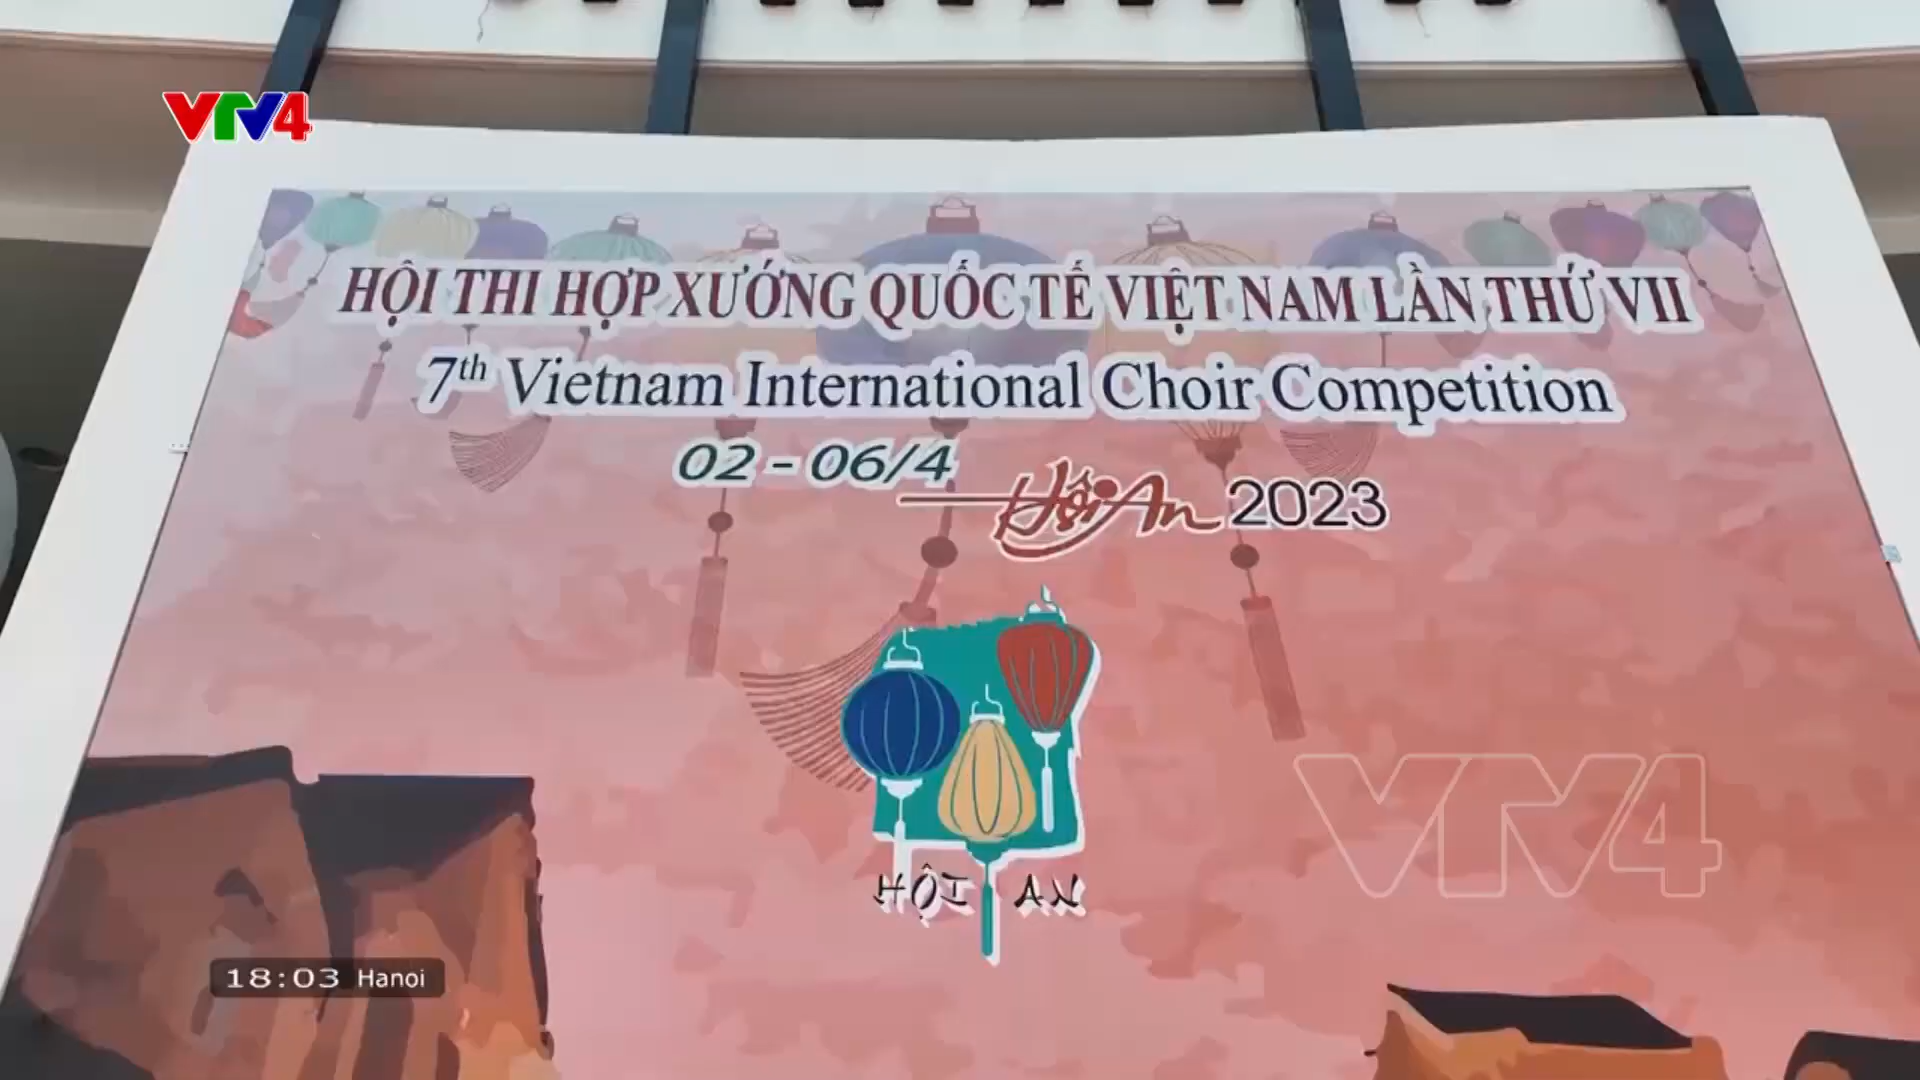 VTV4
HỘI THI HỢP XƯỚNG QUỐC TẾ VIỆT NAM LẦN THỨ VII
7th Vietnam International Choir Competition
02 - 06/4
Hội An 2023
HỘI AN
VTV4
18:03 Hanoi